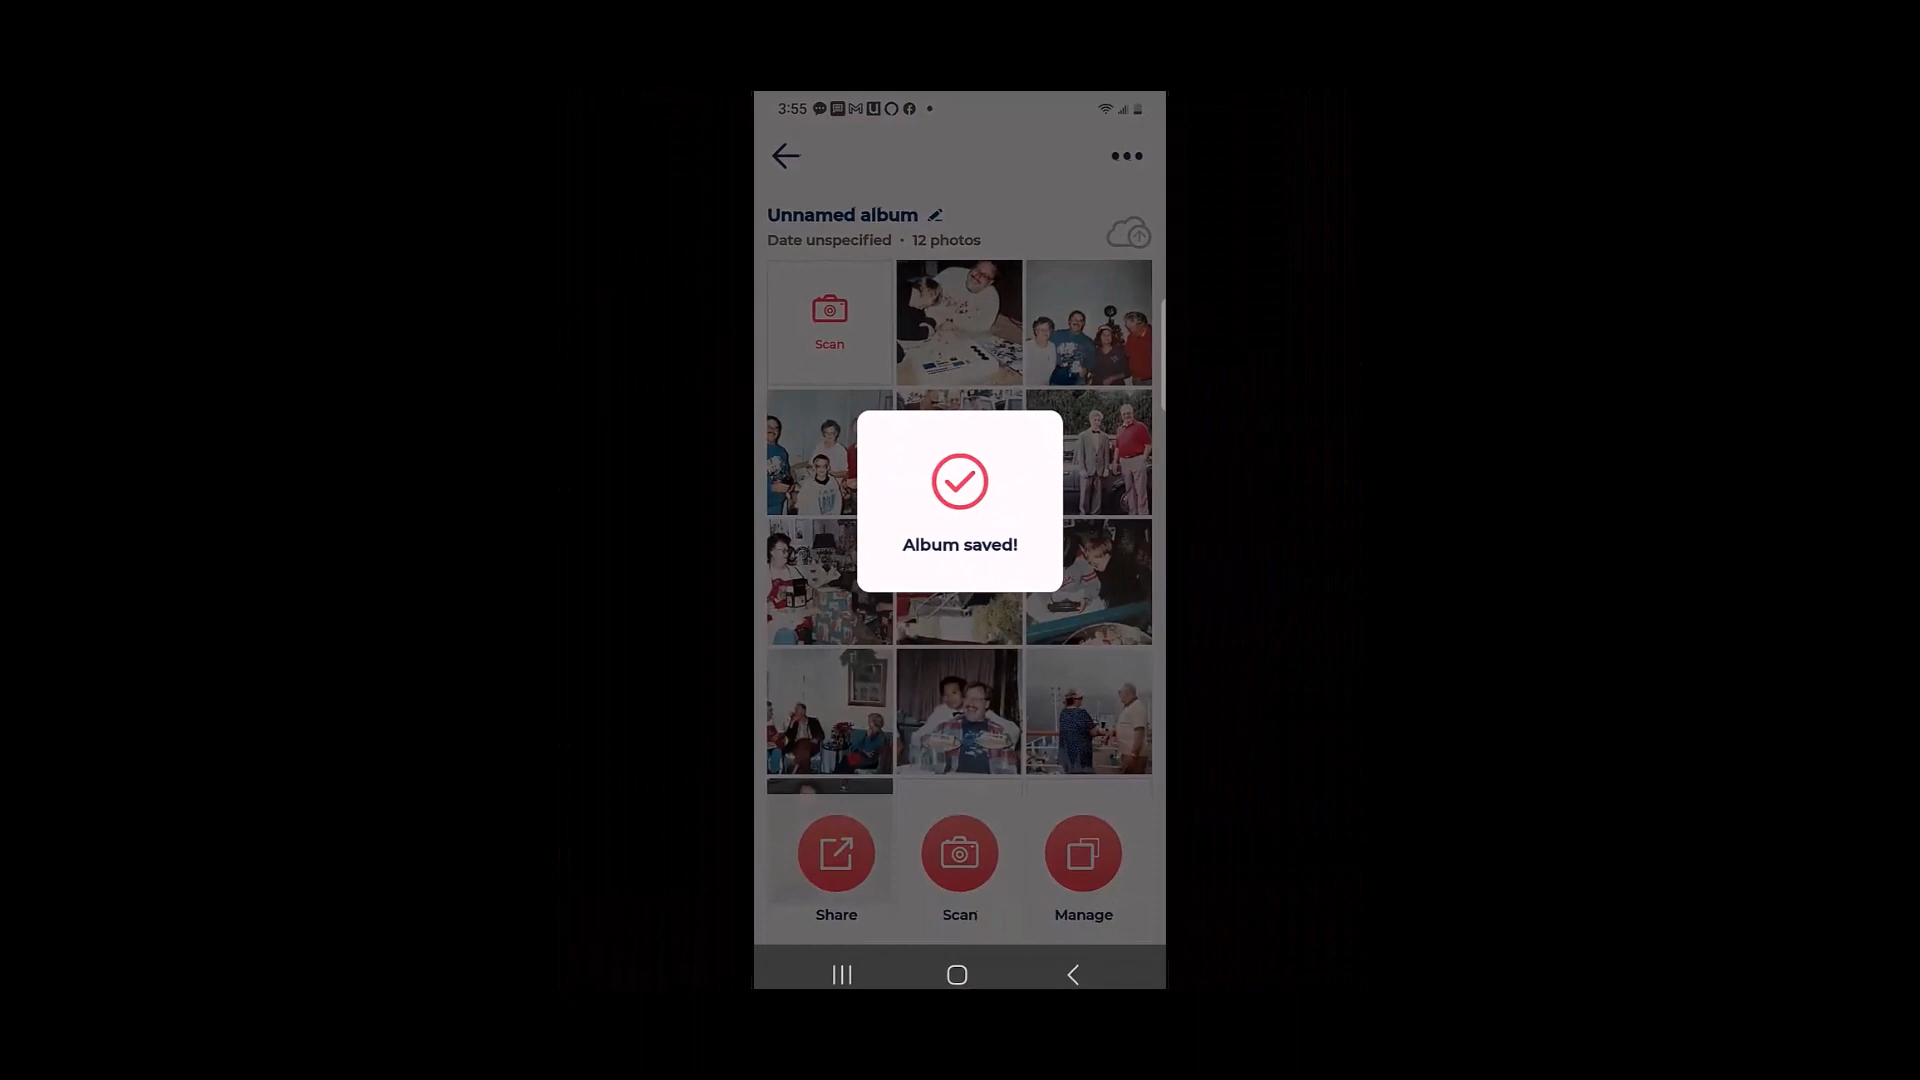 3:55
Unnamed album
Date unspecified • 12 photos
Scan
Album saved!
Share
Scan
Manage